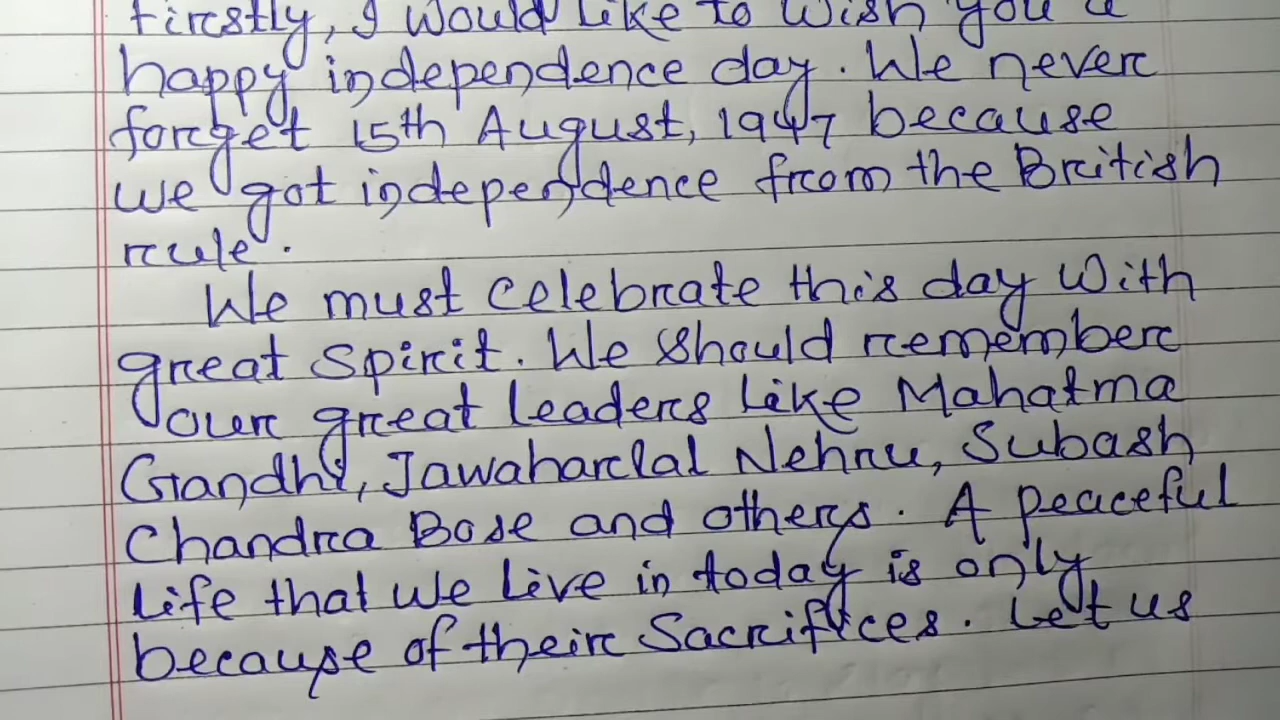 Firstly, I would like to wish you a
happy independence day. We never
forget 15th August, 1947 because
we got independence from the British
rule.
We must celebrate this day with
great spirit. We should remember
our great leaders like Mahatma
Gandhi, Jawaharlal Nehru, Subash
Chandra Bose and others. A peaceful
life that we live in today is only
because of their sacrifices. Let us